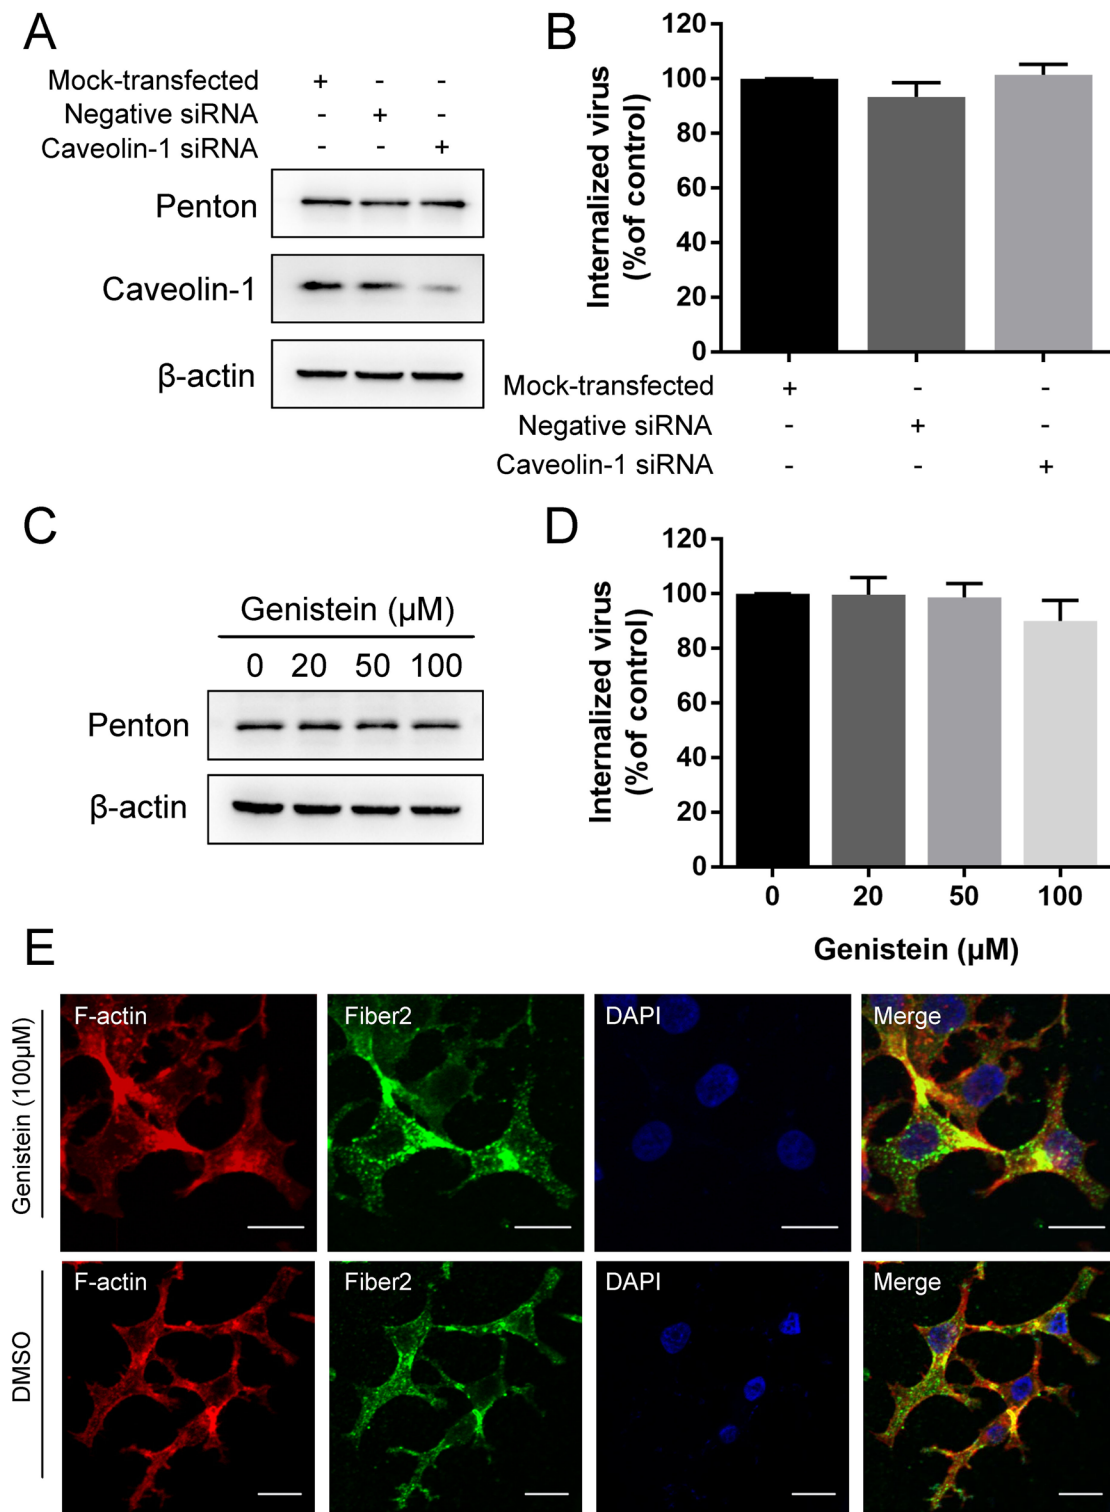 A
Mock-transfected + - -
Negative siRNA - + -
Caveolin-1 siRNA - - +
Penton
Caveolin-1
β-actin
B
120
100
80
60
40
20
0
Internalized virus
(%of control)
Mock-transfected + - -
Negative siRNA - + -
Caveolin-1 siRNA - - +
C
Genistein (μM)
0 20 50 100
Penton
β-actin
D
120
100
80
60
40
20
0
Internalized virus
(%of control)
0 20 50 100
Genistein (μM)
E
Genistein (100μM)
F-actin Fiber2 DAPI Merge
DMSO
F-actin Fiber2 DAPI Merge